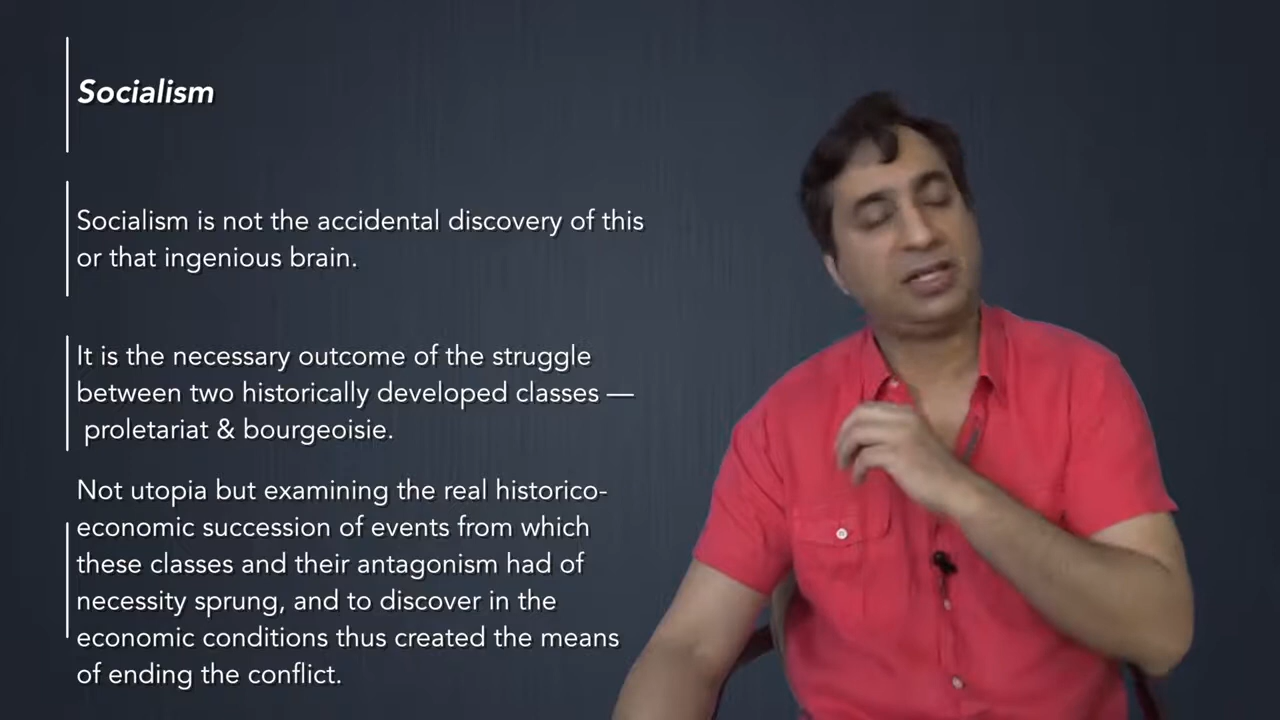 Socialism
Socialism is not the accidental discovery of this
or that ingenious brain.
It is the necessary outcome of the struggle
between two historically developed classes —
proletariat & bourgeoisie.
Not utopia but examining the real historico-
economic succession of events from which
these classes and their antagonism had of
necessity sprung, and to discover in the
economic conditions thus created the means
of ending the conflict.